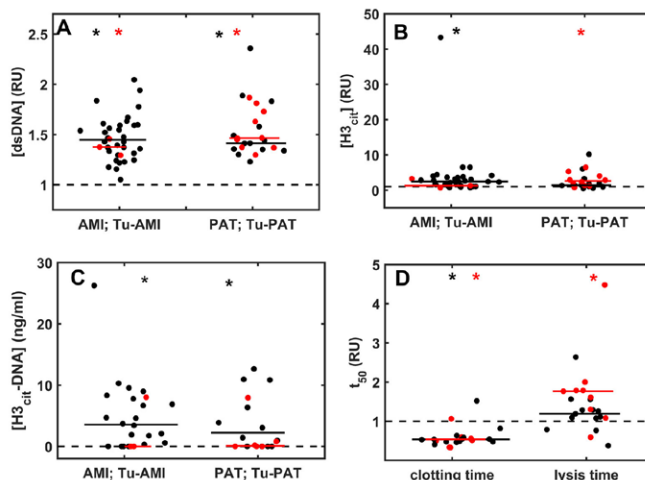 A
* *
* *
[dsDNA] (RU)
2.5
2
1.5
1
AMI; Tu-AMI
PAT; Tu-PAT
B
*
*
[H3cit] (RU)
50
40
30
20
10
0
AMI; Tu-AMI
PAT; Tu-PAT
C
*
*
[H3cit-DNA] (ng/ml)
30
20
10
0
AMI; Tu-AMI
PAT; Tu-PAT
D
* *
*
t50 (RU)
5
4
3
2
1
0
clotting time
lysis time